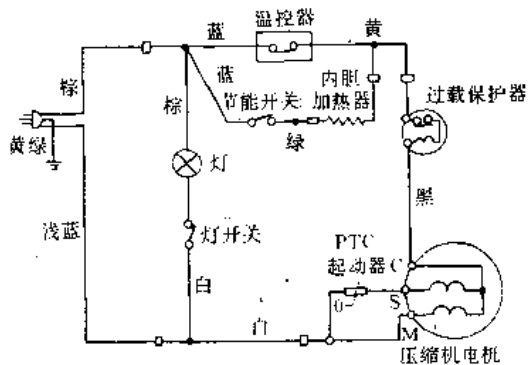 温控器
蓝
黄
棕
蓝
内胆
节能开关
加热器
过载保护器
棕
绿
黄绿
灯
黑
浅蓝
灯开关
PTC
起动器
C
白
θ
S
白
M
压缩机电机